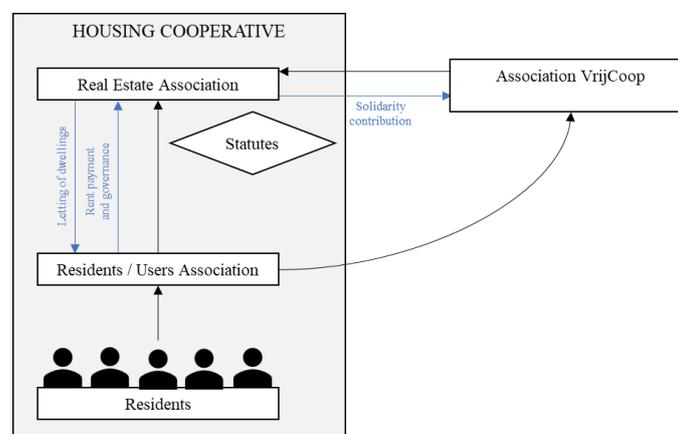 HOUSING COOPERATIVE
Real Estate Association
Association VrijCoop
Solidarity
contribution
Statutes
Letting of dwellings
Rent payment
and governance
Residents / Users Association
Residents